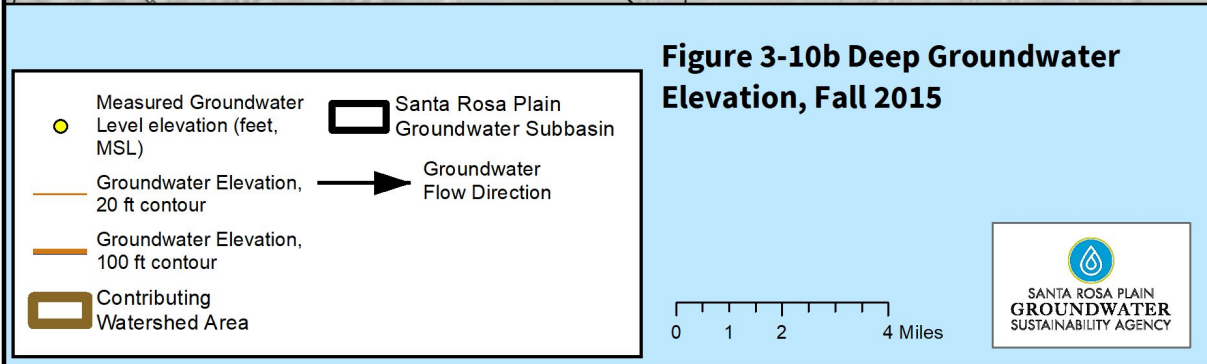 Figure 3-10b Deep Groundwater
Elevation, Fall 2015
Measured Groundwater
Level elevation (feet,
MSL)
Groundwater Elevation,
20 ft contour
Groundwater Elevation,
100 ft contour
Contributing
Watershed Area
Santa Rosa Plain
Groundwater Subbasin
Groundwater
Flow Direction
0 1 2 4 Miles
SANTA ROSA PLAIN
GROUNDWATER
SUSTAINABILITY AGENCY